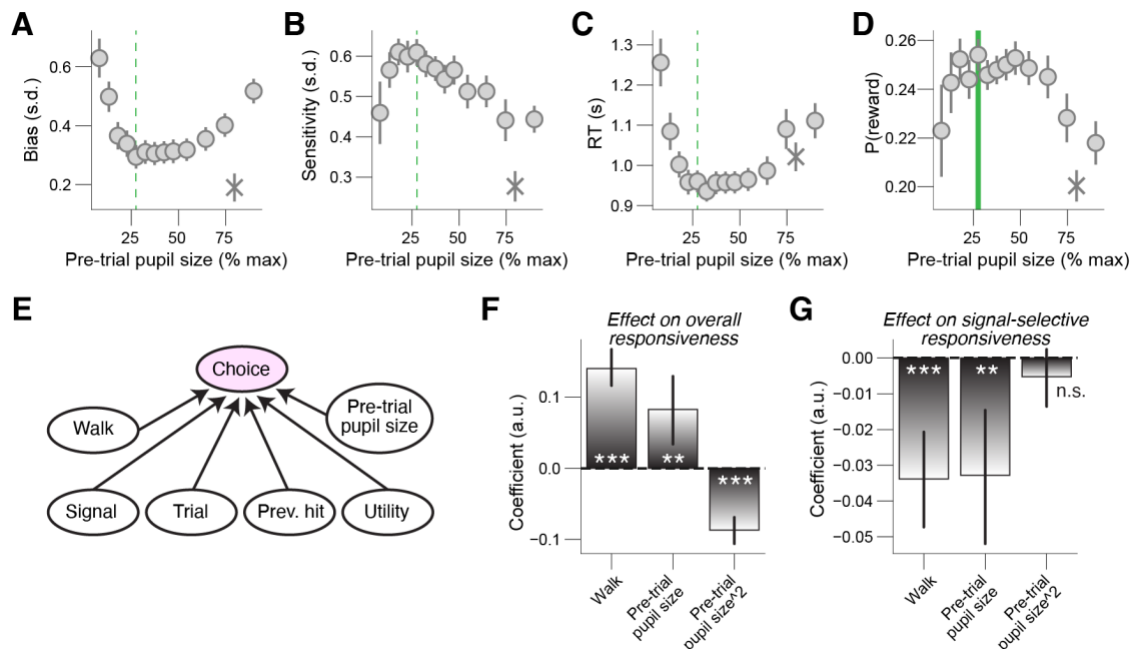 A
Bias (s.d.)
0.6
0.4
0.2
25
50
75
Pre-trial pupil size (% max)
B
Sensitivity (s.d.)
0.6
0.5
0.4
0.3
25
50
75
Pre-trial pupil size (% max)
C
RT (s)
1.3
1.2
1.1
1.0
0.9
25
50
75
Pre-trial pupil size (% max)
D
P(reward)
0.26
0.24
0.22
0.20
25
50
75
Pre-trial pupil size (% max)
E
Choice
Walk
Pre-trial
pupil size
Signal
Trial
Prev. hit
Utility
F
Effect on overall
responsiveness
Coefficient (a.u.)
0.1
0.0
−0.1
***
**
***
Walk
Pre-trial
pupil size
Pre-trial
pupil size^2
G
Effect on signal-selective
responsiveness
Coefficient (a.u.)
0.00
−0.01
−0.02
−0.03
−0.04
−0.05
***
**
n.s.
Walk
Pre-trial
pupil size
Pre-trial
pupil size^2